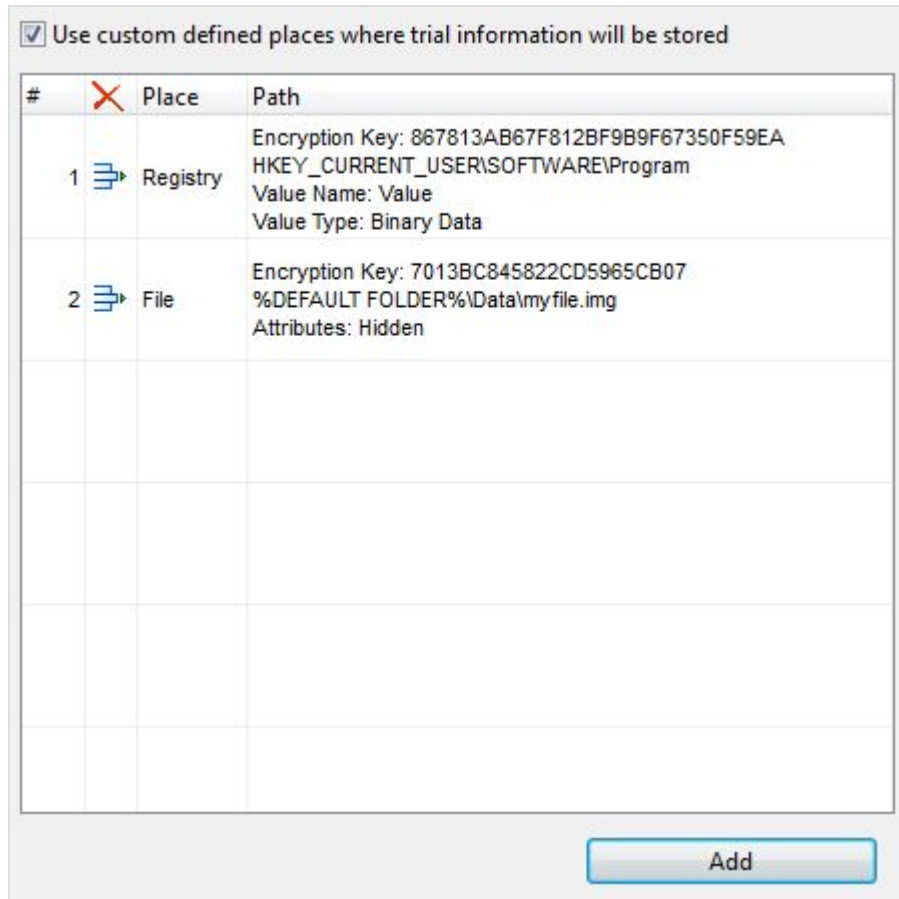 Use custom defined places where trial information will be stored
# Place Path
1 Registry
Encryption Key: 867813AB67F812BF9B9F67350F59EA
HKEY_CURRENT_USER\SOFTWARE\Program
Value Name: Value
Value Type: Binary Data
2 File
Encryption Key: 7013BC845822CD5965CB07
%DEFAULT FOLDER%\Data\myfile.img
Attributes: Hidden
Add